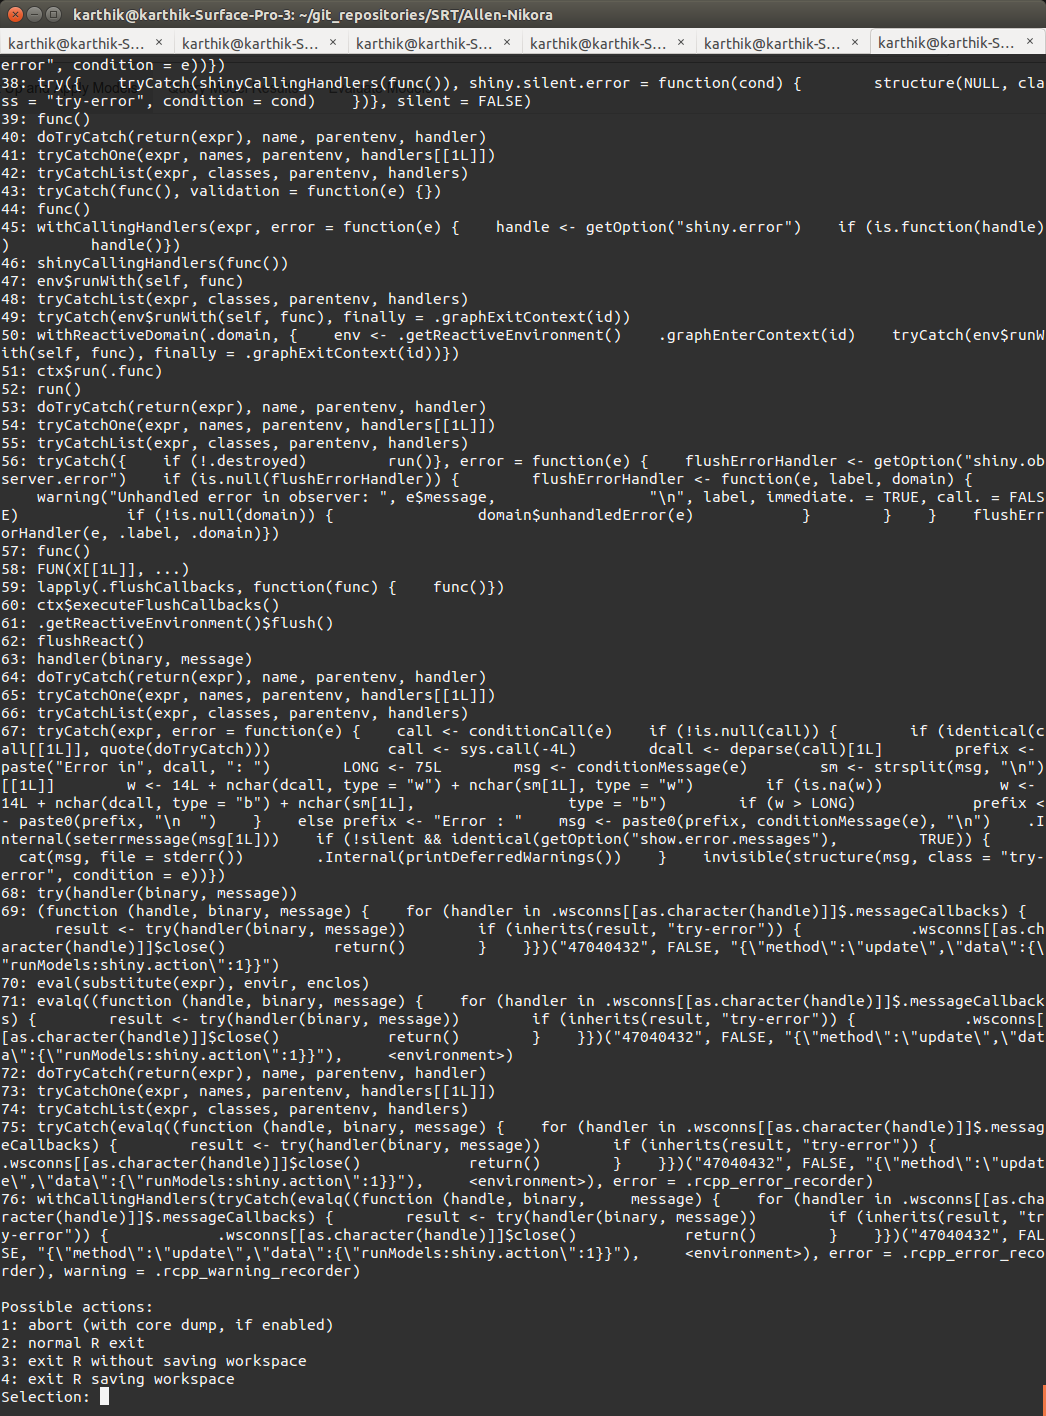 karthik@karthik-Surface-Pro-3: ~/git_repositories/SRT/Allen-Nikora
karthik@karthik-S... × karthik@karthik-S... × karthik@karthik-S... × karthik@karthik-S... × karthik@karthik-S... × karthik@karthik-S... ×
error", condition = e))})
38: try({    tryCatch(shinyCallingHandlers(func()), shiny.silent.error = function(cond) {        structure(NULL, cla
ss = "try-error", condition = cond)    })}, silent = FALSE)
39: func()
40: doTryCatch(return(expr), name, parentenv, handler)
41: tryCatchOne(expr, names, parentenv, handlers[[1L]])
42: tryCatchList(expr, classes, parentenv, handlers)
43: tryCatch(func(), validation = function(e) {})
44: func()
45: withCallingHandlers(expr, error = function(e) {    handle <- getOption("shiny.error")    if (is.function(handle)
)         handle()})
46: shinyCallingHandlers(func())
47: env$runWith(self, func)
48: tryCatchList(expr, classes, parentenv, handlers)
49: tryCatch(env$runWith(self, func), finally = .graphExitContext(id))
50: withReactiveDomain(.domain, {    env <- .getReactiveEnvironment()    .graphEnterContext(id)    tryCatch(env$runW
ith(self, func), finally = .graphExitContext(id))})
51: ctx$run(.func)
52: run()
53: doTryCatch(return(expr), name, parentenv, handler)
54: tryCatchOne(expr, names, parentenv, handlers[[1L]])
55: tryCatchList(expr, classes, parentenv, handlers)
56: tryCatch({    if (!.destroyed)         run()}, error = function(e) {    flushErrorHandler <- getOption("shiny.ob
server.error")    if (is.null(flushErrorHandler)) {        flushErrorHandler <- function(e, label, domain) {
    warning("Unhandled error in observer: ", e$message,                 "\n", label, immediate. = TRUE, call. = FALS
E)            if (!is.null(domain)) {                domain$unhandledError(e)            }        }    }    flushErr
orHandler(e, .label, .domain)})
57: func()
58: FUN(X[[1L]], ...)
59: lapply(.flushCallbacks, function(func) {    func()})
60: ctx$executeFlushCallbacks()
61: .getReactiveEnvironment()$flush()
62: flushReact()
63: handler(binary, message)
64: doTryCatch(return(expr), name, parentenv, handler)
65: tryCatchOne(expr, names, parentenv, handlers[[1L]])
66: tryCatchList(expr, classes, parentenv, handlers)
67: tryCatch(expr, error = function(e) {    call <- conditionCall(e)    if (!is.null(call)) {        if (identical(c
all[[1L]], quote(doTryCatch)))             call <- sys.call(-4L)        dcall <- deparse(call)[1L]        prefix <-
paste("Error in", dcall, ": ")        LONG <- 75L        msg <- conditionMessage(e)        sm <- strsplit(msg, "\n")
[[1L]]        w <- 14L + nchar(dcall, type = "w") + nchar(sm[1L], type = "w")        if (is.na(w))             w <-
14L + nchar(dcall, type = "b") + nchar(sm[1L],                 type = "b")        if (w > LONG)             prefix <
- paste0(prefix, "\n  ")    }    else prefix <- "Error : "    msg <- paste0(prefix, conditionMessage(e), "\n")    .I
nternal(seterrmessage(msg[1L]))    if (!silent && identical(getOption("show.error.messages"),         TRUE)) {
  cat(msg, file = stderr())        .Internal(printDeferredWarnings())    }    invisible(structure(msg, class = "try-
error", condition = e))})
68: try(handler(binary, message))
69: (function (handle, binary, message) {    for (handler in .wsconns[[as.character(handle)]]$.messageCallbacks) {
      result <- try(handler(binary, message))        if (inherits(result, "try-error")) {            .wsconns[[as.ch
aracter(handle)]]$close()            return()        }    }})("47040432", FALSE, "{\"method\":\"update\",\"data\":{\
"runModels:shiny.action\":1}}")
70: eval(substitute(expr), envir, enclos)
71: evalq((function (handle, binary, message) {    for (handler in .wsconns[[as.character(handle)]]$.messageCallback
s) {        result <- try(handler(binary, message))        if (inherits(result, "try-error")) {            .wsconns[
[as.character(handle)]]$close()            return()        }    }})("47040432", FALSE, "{\"method\":\"update\",\"dat
a\":{\"runModels:shiny.action\":1}}"),     <environment>)
72: doTryCatch(return(expr), name, parentenv, handler)
73: tryCatchOne(expr, names, parentenv, handlers[[1L]])
74: tryCatchList(expr, classes, parentenv, handlers)
75: tryCatch(evalq((function (handle, binary, message) {    for (handler in .wsconns[[as.character(handle)]]$.messag
eCallbacks) {        result <- try(handler(binary, message))        if (inherits(result, "try-error")) {
.wsconns[[as.character(handle)]]$close()            return()        }    }})("47040432", FALSE, "{\"method\":\"updat
e\",\"data\":{\"runModels:shiny.action\":1}}"),     <environment>), error = .rcpp_error_recorder)
76: withCallingHandlers(tryCatch(evalq((function (handle, binary,     message) {    for (handler in .wsconns[[as.cha
racter(handle)]]$.messageCallbacks) {        result <- try(handler(binary, message))        if (inherits(result, "tr
y-error")) {            .wsconns[[as.character(handle)]]$close()            return()        }    }})("47040432", FAL
SE, "{\"method\":\"update\",\"data\":{\"runModels:shiny.action\":1}}"),     <environment>), error = .rcpp_error_reco
rder), warning = .rcpp_warning_recorder)
Possible actions:
1: abort (with core dump, if enabled)
2: normal R exit
3: exit R without saving workspace
4: exit R saving workspace
Selection: